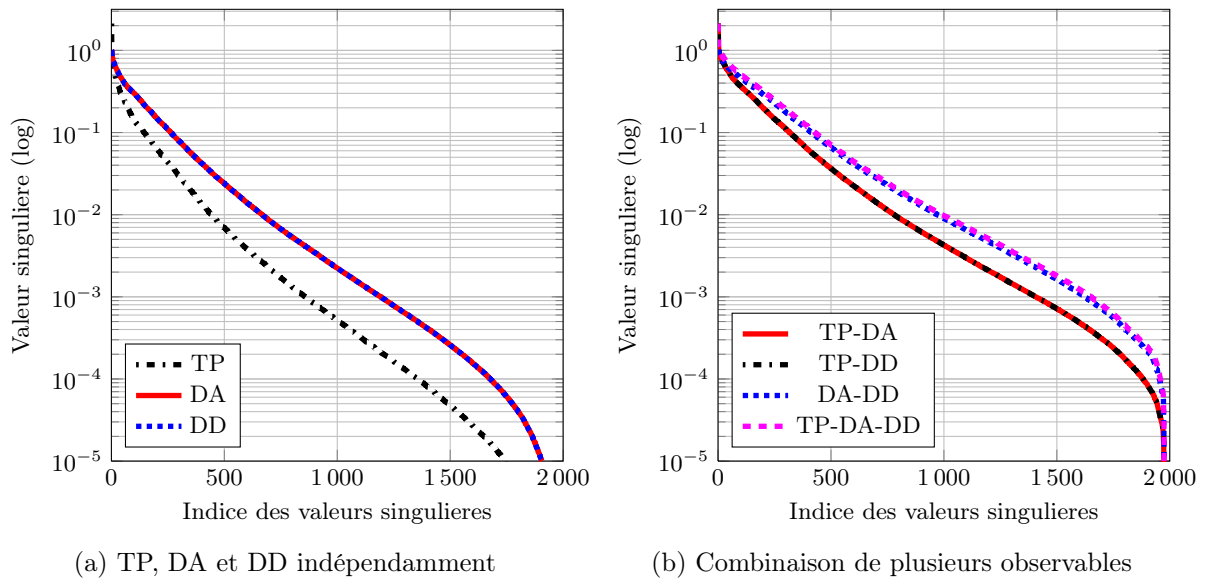 10^0
10^−1
10^−2
10^−3
10^−4
10^−5
Valeur singuliere (log)
0
500
1 000
1 500
2 000
Indice des valeurs singulieres
TP
DA
DD
(a) TP, DA et DD indépendamment
10^0
10^−1
10^−2
10^−3
10^−4
10^−5
Valeur singuliere (log)
0
500
1 000
1 500
2 000
Indice des valeurs singulieres
TP-DA
TP-DD
DA-DD
TP-DA-DD
(b) Combinaison de plusieurs observables